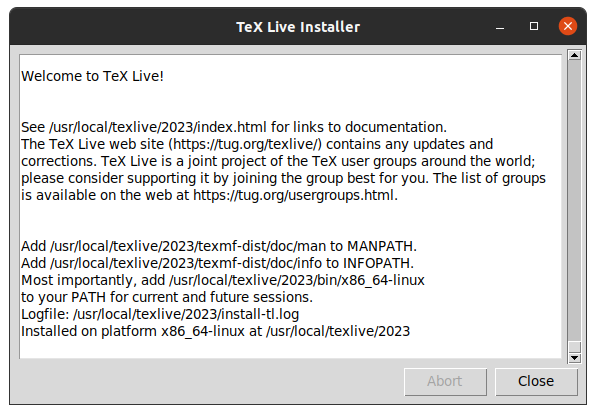 TeX Live Installer
Welcome to TeX Live!
See /usr/local/texlive/2023/index.html for links to documentation.
The TeX Live web site (https://tug.org/texlive/) contains any updates and
corrections. TeX Live is a joint project of the TeX user groups around the world;
please consider supporting it by joining the group best for you. The list of groups
is available on the web at https://tug.org/usergroups.html.
Add /usr/local/texlive/2023/texmf-dist/doc/man to MANPATH.
Add /usr/local/texlive/2023/texmf-dist/doc/info to INFOPATH.
Most importantly, add /usr/local/texlive/2023/bin/x86_64-linux
to your PATH for current and future sessions.
Logfile: /usr/local/texlive/2023/install-tl.log
Installed on platform x86_64-linux at /usr/local/texlive/2023
Abort Close